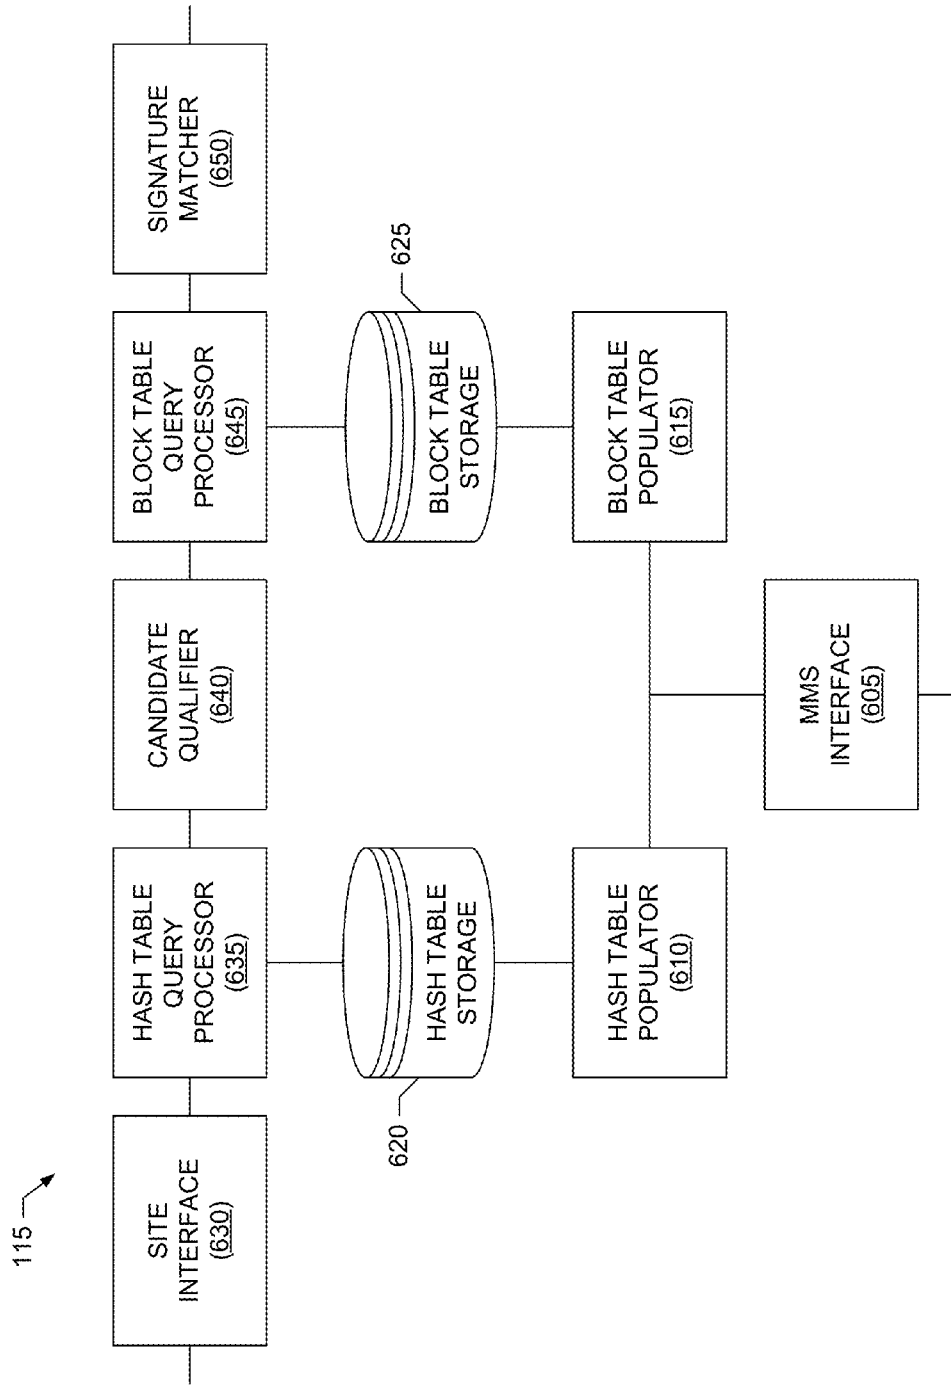 115
SITE
INTERFACE
(630)
HASH TABLE
QUERY
PROCESSOR
(635)
CANDIDATE
QUALIFIER
(640)
BLOCK TABLE
QUERY
PROCESSOR
(645)
SIGNATURE
MATCHER
(650)
620
HASH TABLE
STORAGE
625
BLOCK TABLE
STORAGE
HASH TABLE
POPULATOR
(610)
BLOCK TABLE
POPULATOR
(615)
MMS
INTERFACE
(605)